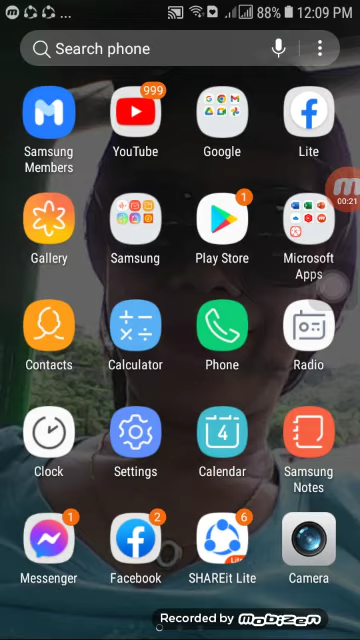 ... 88% 12:09 PM
Search phone
999
Samsung Members
YouTube
Google
Lite
00:21
1
Gallery
Samsung
Play Store
Microsoft Apps
Contacts
Calculator
Phone
Radio
4
Clock
Settings
Calendar
Samsung Notes
1
2
6
Lite
Messenger
Facebook
SHAREit Lite
Camera
Recorded by mobizen